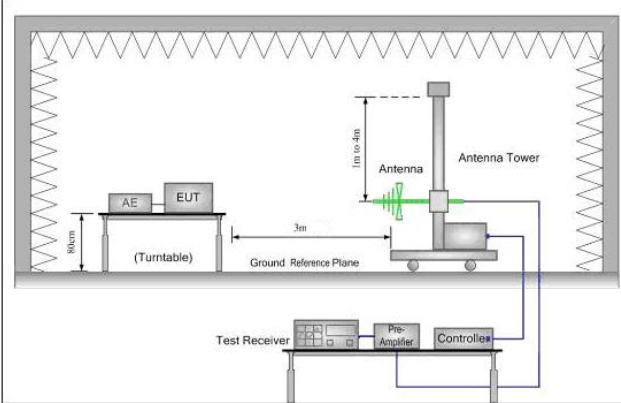 1m to 4m
Antenna
Antenna Tower
AE
EUT
80cm
(Turntable)
3m
Ground Reference Plane
Test Receiver
Pre-
Amplifier
Controller